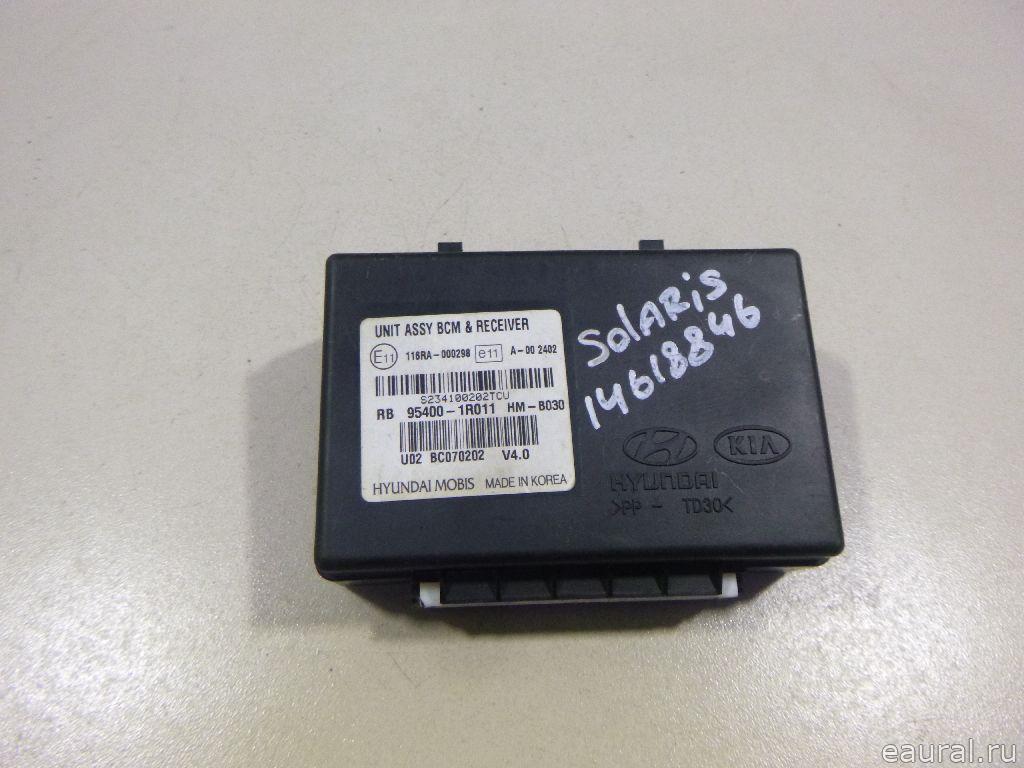 UNIT ASSY BCM & RECEIVER
E11 116RA-000298 e11 A-00 2402
S234100202TCU
RB 95400-1R011 HM-B030
U02 BC070202 V4.0
HYUNDAI MOBIS MADE IN KOREA
SOLARIS
14618846
KIA
HYUNDAI
>PP - TD30<
eaural.ru